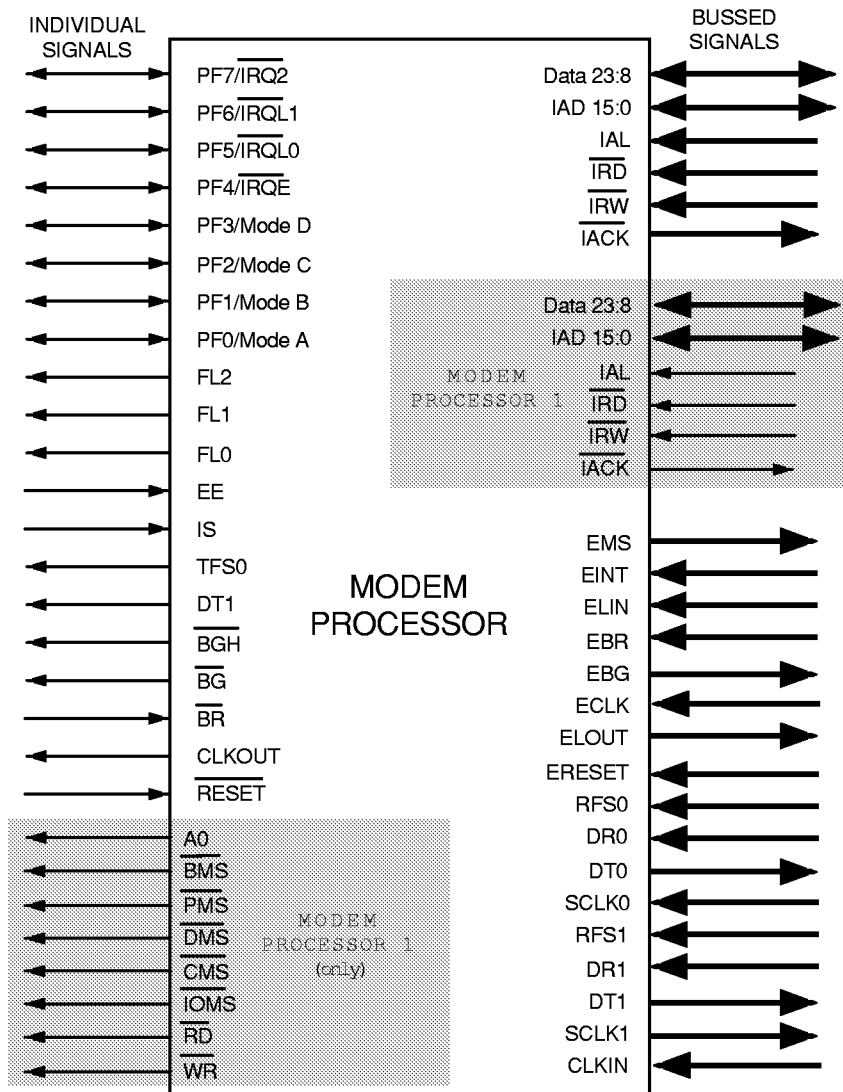 INDIVIDUAL
SIGNALS
PF7/IRQ2
PF6/IRQL1
PF5/IRQL0
PF4/IRQE
PF3/Mode D
PF2/Mode C
PF1/Mode B
PF0/Mode A
FL2
FL1
FL0
EE
IS
TFS0
DT1
BGH
BG
BR
CLKOUT
RESET
A0
BMS
PMS
DMS
CMS
IOMS
RD
WR
MODEM
PROCESSOR 1
(only)
MODEM
PROCESSOR
BUSSED
SIGNALS
Data 23:8
IAD 15:0
IAL
IRD
IRW
IACK
MODEM
PROCESSOR 1
Data 23:8
IAD 15:0
IAL
IRD
IRW
IACK
EMS
EINT
ELIN
EBR
EBG
ECLK
ELOUT
ERESET
RFS0
DR0
DT0
SCLK0
RFS1
DR1
DT1
SCLK1
CLKIN